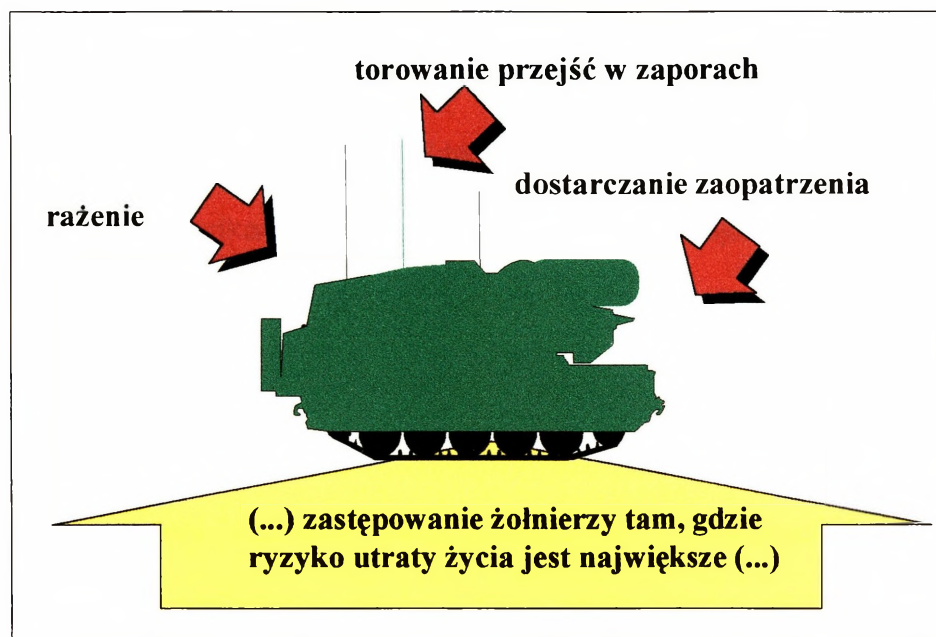 torowanie przejść w zaporach
dostarczanie zaopatrzenia
rażenie
(...) zastępowanie żołnierzy tam, gdzie
ryzyko utraty życia jest największe (...)